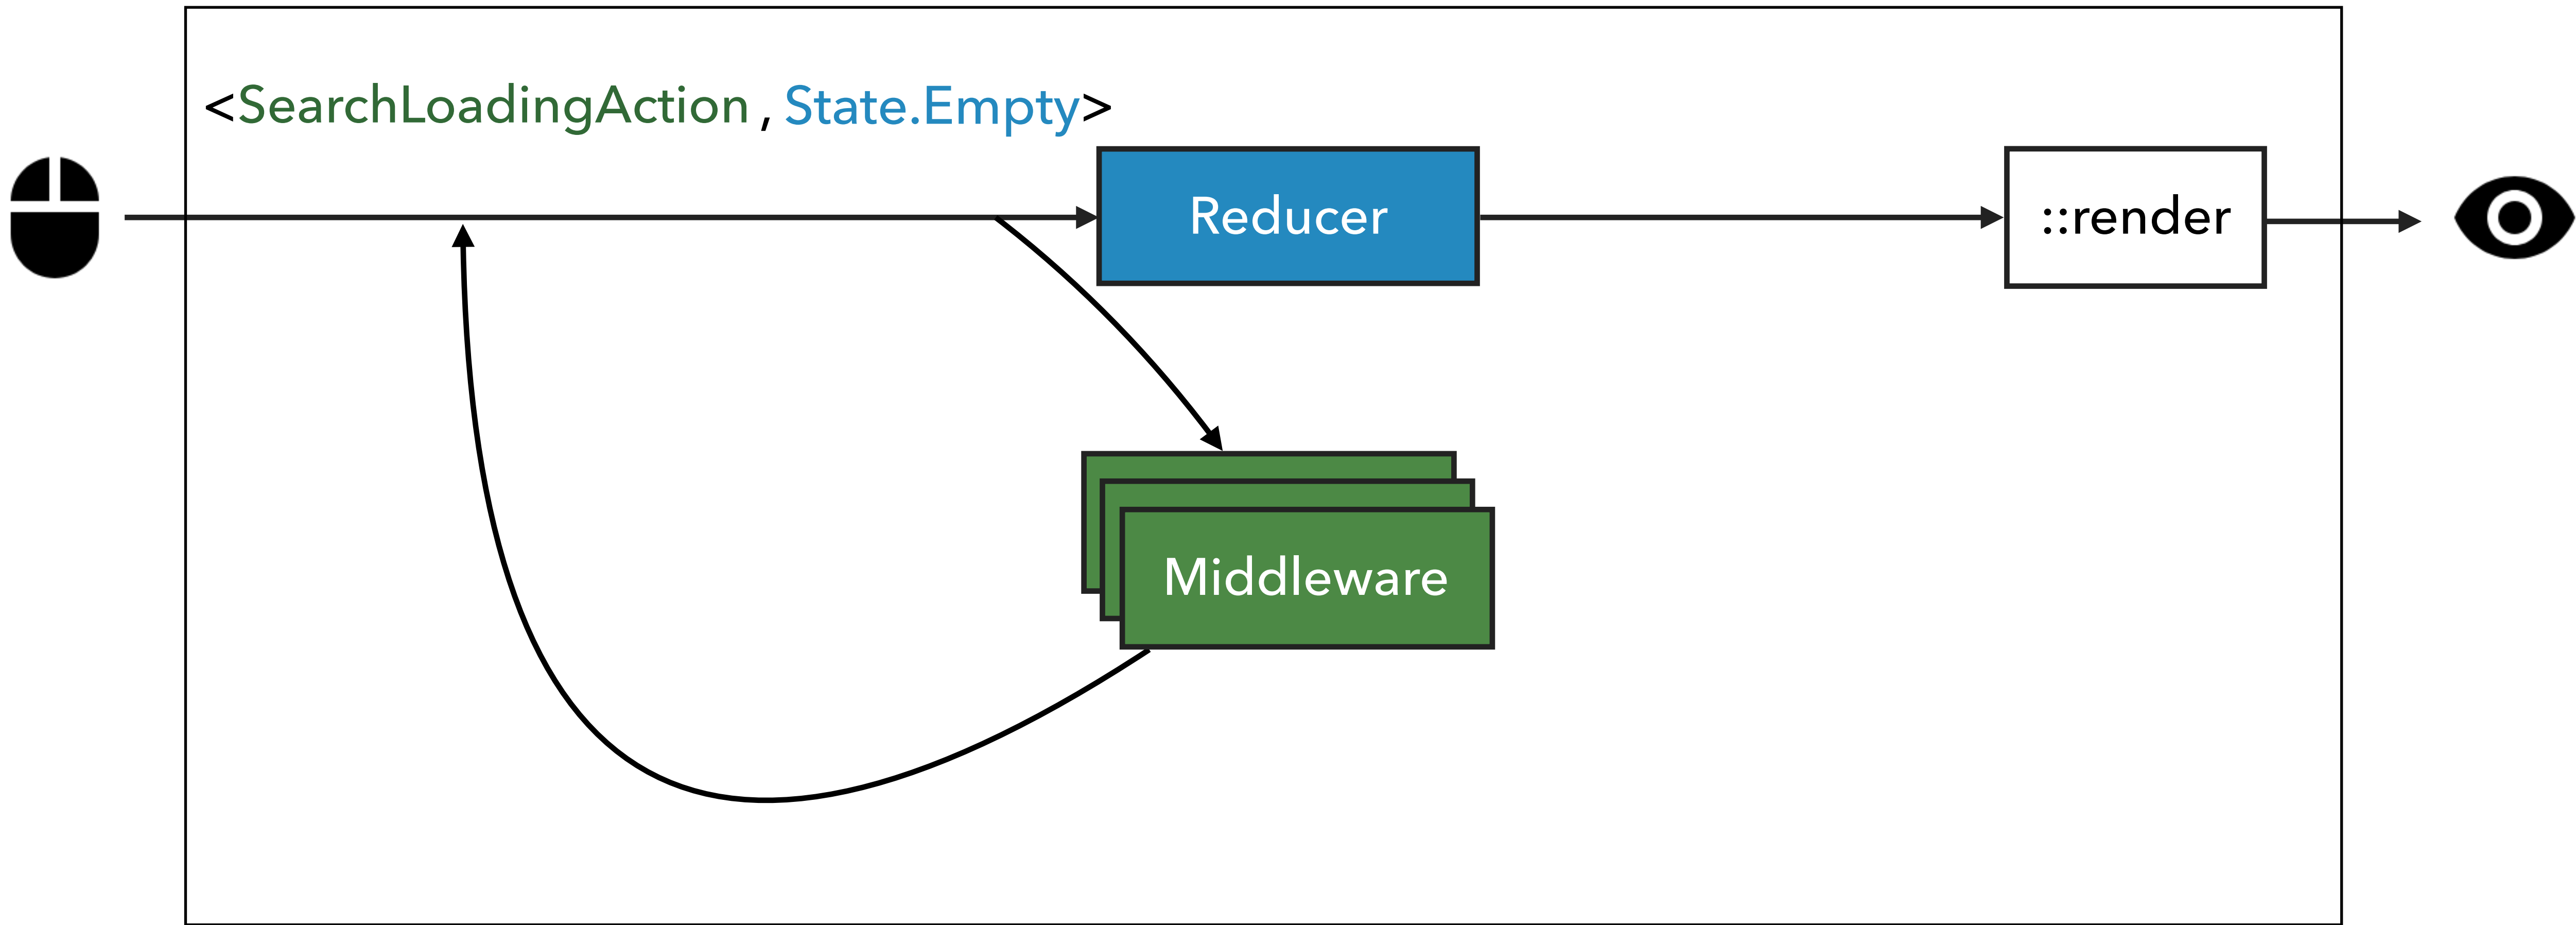 <SearchLoadingAction , State.Empty>
Reducer
::render
Middleware